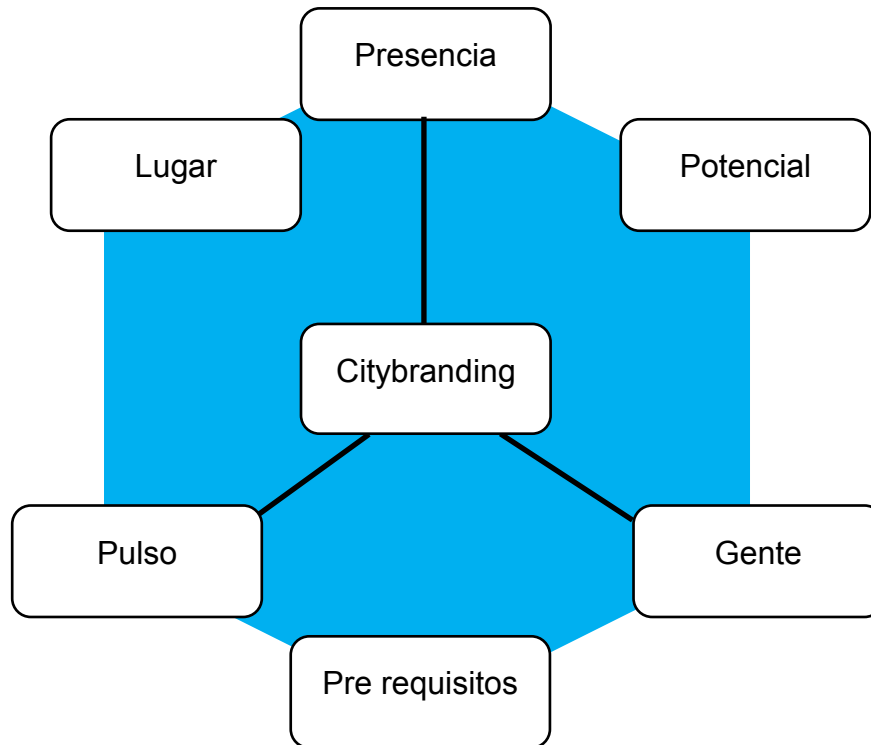 Presencia
Lugar
Potencial
Citybranding
Pulso
Gente
Pre requisitos